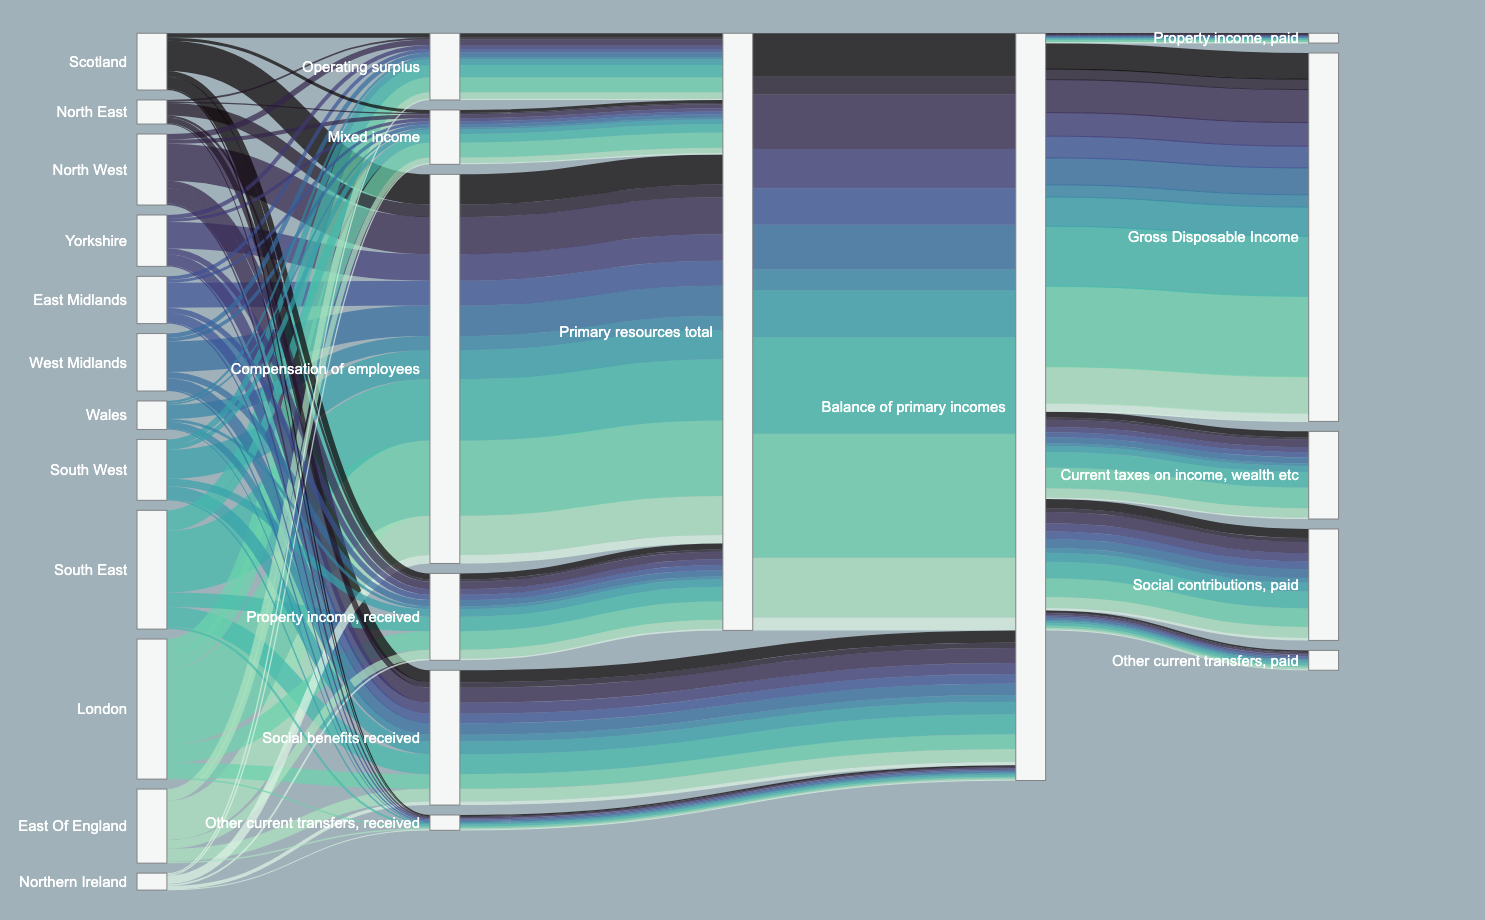 Scotland
North East
North West
Yorkshire
East Midlands
West Midlands
Wales
South West
South East
London
East Of England
Northern Ireland
Operating surplus
Mixed income
Compensation of employees
Property income, received
Social benefits received
Other current transfers, received
Primary resources total
Balance of primary incomes
Property income, paid
Gross Disposable Income
Current taxes on income, wealth etc
Social contributions, paid
Other current transfers, paid